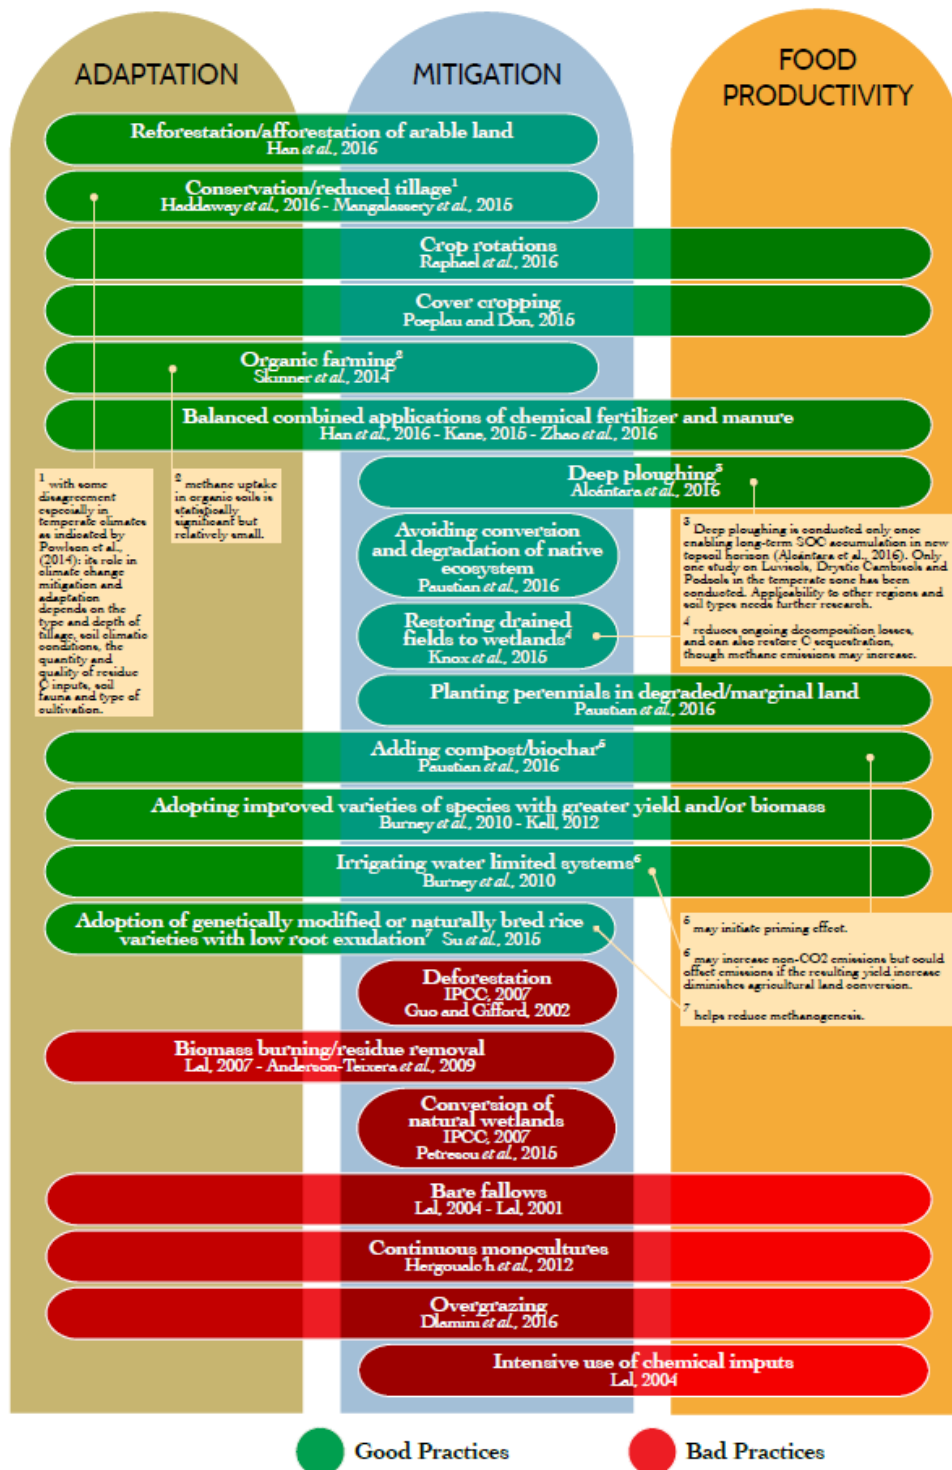 ADAPTATION
MITIGATION
FOOD
PRODUCTIVITY
Reforestation/afforestation of arable land
Han et al., 2016
Conservation/reduced tillage1
Haddaway et al., 2016 - Mangalassery et al., 2015
Crop rotations
Raphael et al., 2016
Cover cropping
Poeplau and Don, 2015
Organic farming2
Skinner et al., 2014
Balanced combined applications of chemical fertilizer and manure
Han et al., 2016 - Kane, 2015 - Zhao et al., 2016
Deep ploughing3
Alcántara et al., 2016
1 with some
disagreement
especially in
temperate climates
as indicated by
Powlson et al.,
(2014): its role in
climate change
mitigation and
adaptation
depends on the
type and depth of
tillage, soil climatic
conditions, the
quantity and
quality of residue
C inputs, soil
fauna and type of
cultivation.
2 methane uptake
in organic soils is
statistically
significant but
relatively small.
Avoiding conversion
and degradation of native
ecosystem
Paustian et al., 2016
3 Deep ploughing is conducted only once
enabling long-term SOC accumulation in new
topsoil horizon (Alcántara et al., 2016). Only
one study on Luvisols, Drystic Cambisols and
Podzols in the temperate zone has been
conducted. Applicability to other regions and
soil types needs further research.
Restoring drained
fields to wetlands4
Knox et al., 2015
4 reduces ongoing decomposition losses,
and can also restore C sequestration,
though methane emissions may increase.
Planting perennials in degraded/marginal land
Paustian et al., 2016
Adding compost/biochar5
Paustian et al., 2016
Adopting improved varieties of species with greater yield and/or biomass
Burney et al., 2010 - Kell, 2012
Irrigating water limited systems6
Burney et al., 2010
Adoption of genetically modified or naturally bred rice
varieties with low root exudation7 Su et al., 2015
5 may initiate priming effect.
6 may increase non-CO2 emissions but could
offset emissions if the resulting yield increase
diminishes agricultural land conversion.
7 helps reduce methanogenesis.
Deforestation
IPCC, 2007
Guo and Gifford, 2002
Biomass burning/residue removal
Lal, 2007 - Anderson-Teixera et al., 2009
Conversion of
natural wetlands
IPCC, 2007
Petrescu et al., 2015
Bare fallows
Lal, 2004 - Lal, 2001
Continuous monocultures
Hergoualc'h et al., 2012
Overgrazing
Dlamini et al., 2016
Intensive use of chemical imputs
Lal, 2004
Good Practices
Bad Practices